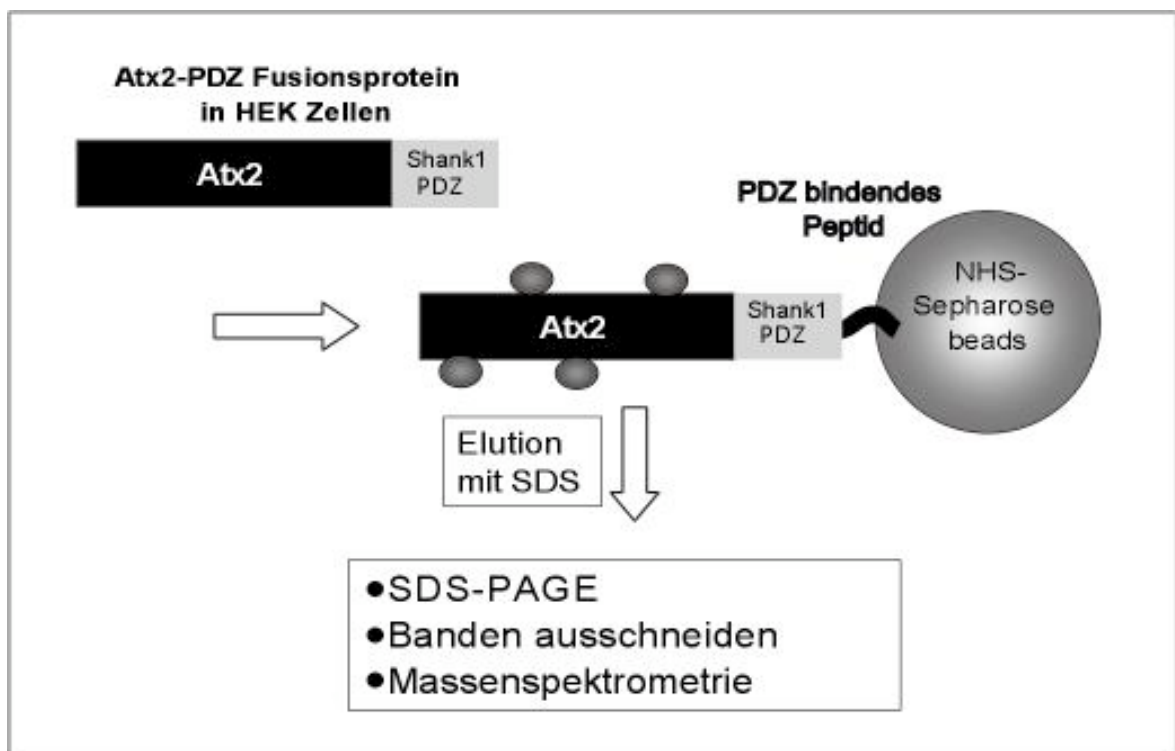 Atx2-PDZ Fusionsprotein
in HEK Zellen
Atx2
Shank1
PDZ
PDZ bindendes
Peptid
NHS-
Sepharose
beads
Atx2
Shank1
PDZ
Elution
mit SDS
●SDS-PAGE
●Banden ausschneiden
●Massenspektrometrie